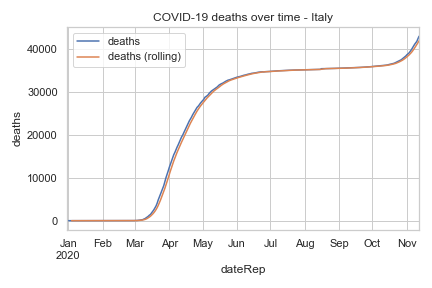 COVID-19 deaths over time - Italy
deaths
deaths (rolling)
40000
30000
20000
10000
0
deaths
Jan Feb Mar Apr May Jun Jul Aug Sep Oct Nov
2020
dateRep